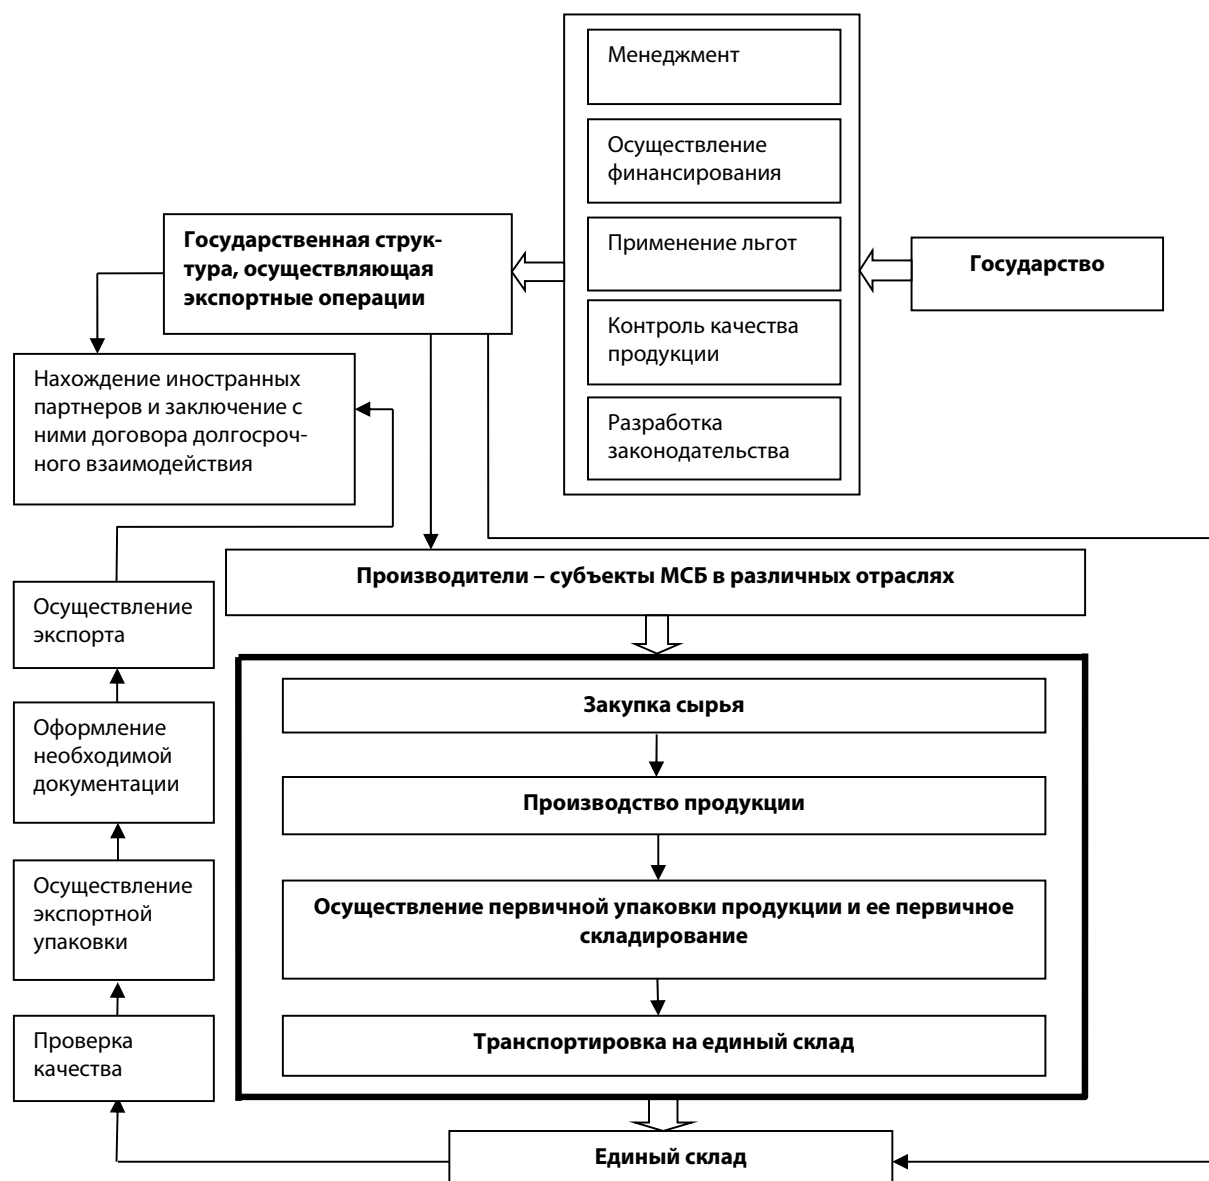 Менеджмент
Осуществление
финансирования
Применение льгот
Контроль качества
продукции
Разработка
законодательства
Государство
Государственная струк-
тура, осуществляющая
экспортные операции
Нахождение иностранных
партнеров и заключение с
ними договора долгосроч-
ного взаимодействия
Производители – субъекты МСБ в различных отраслях
Закупка сырья
Производство продукции
Осуществление первичной упаковки продукции и ее первичное
складирование
Транспортировка на единый склад
Единый склад
Осуществление
экспорта
Оформление
необходимой
документации
Осуществление
экспортной
упаковки
Проверка
качества